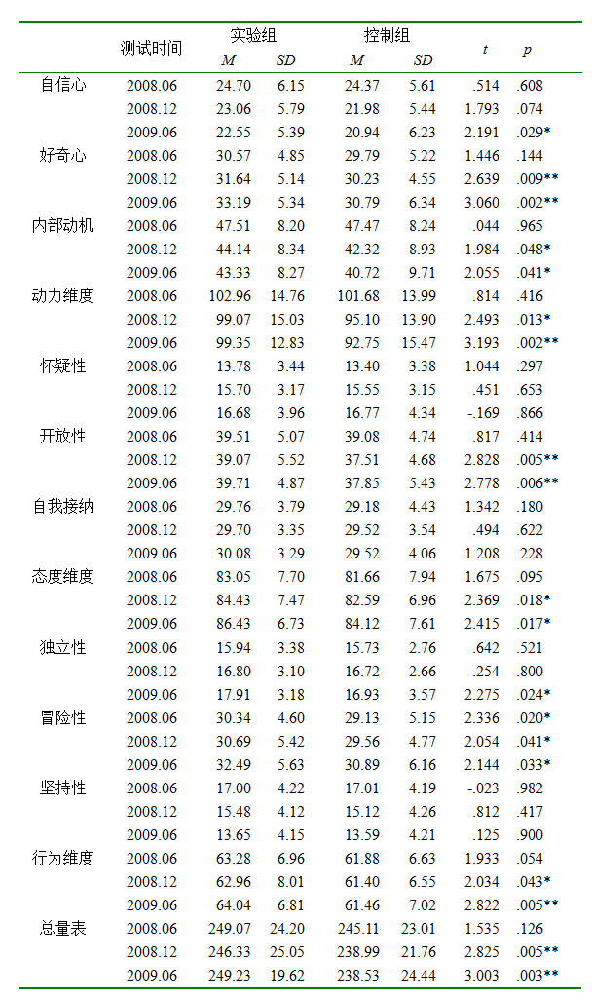 测试时间 实验组 控制组 t p
M SD M SD
自信心 2008.06 24.70 6.15 24.37 5.61 .514 .608
2008.12 23.06 5.79 21.98 5.44 1.793 .074
2009.06 22.55 5.39 20.94 6.23 2.191 .029*
好奇心 2008.06 30.57 4.85 29.79 5.22 1.446 .144
2008.12 31.64 5.14 30.23 4.55 2.639 .009**
2009.06 33.19 5.34 30.79 6.34 3.060 .002**
内部动机 2008.06 47.51 8.20 47.47 8.24 .044 .965
2008.12 44.14 8.34 42.32 8.93 1.984 .048*
2009.06 43.33 8.27 40.72 9.71 2.055 .041*
动力维度 2008.06 102.96 14.76 101.68 13.99 .814 .416
2008.12 99.07 15.03 95.10 13.90 2.493 .013*
2009.06 99.35 12.83 92.75 15.47 3.193 .002**
怀疑性 2008.06 13.78 3.44 13.40 3.38 1.044 .297
2008.12 15.70 3.17 15.55 3.15 .451 .653
2009.06 16.68 3.96 16.77 4.34 -.169 .866
开放性 2008.06 39.51 5.07 39.08 4.74 .817 .414
2008.12 39.07 5.52 37.51 4.68 2.828 .005**
2009.06 39.71 4.87 37.85 5.43 2.778 .006**
自我接纳 2008.06 29.76 3.79 29.18 4.43 1.342 .180
2008.12 29.70 3.35 29.52 3.54 .494 .622
2009.06 30.08 3.29 29.52 4.06 1.208 .228
态度维度 2008.06 83.05 7.70 81.66 7.94 1.675 .095
2008.12 84.43 7.47 82.59 6.96 2.369 .018*
2009.06 86.43 6.73 84.12 7.61 2.415 .017*
独立性 2008.06 15.94 3.38 15.73 2.76 .642 .521
2008.12 16.80 3.10 16.72 2.66 .254 .800
2009.06 17.91 3.18 16.93 3.57 2.275 .024*
冒险性 2008.06 30.34 4.60 29.13 5.15 2.336 .020*
2008.12 30.69 5.42 29.56 4.77 2.054 .041*
2009.06 32.49 5.63 30.89 6.16 2.144 .033*
坚持性 2008.06 17.00 4.22 17.01 4.19 -.023 .982
2008.12 15.48 4.12 15.12 4.26 .812 .417
2009.06 13.65 4.15 13.59 4.21 .125 .900
行为维度 2008.06 63.28 6.96 61.88 6.63 1.933 .054
2008.12 62.96 8.01 61.40 6.55 2.034 .043*
2009.06 64.04 6.81 61.46 7.02 2.822 .005**
总量表 2008.06 249.07 24.20 245.11 23.01 1.535 .126
2008.12 246.33 25.05 238.99 21.76 2.825 .005**
2009.06 249.23 19.62 238.53 24.44 3.003 .003**